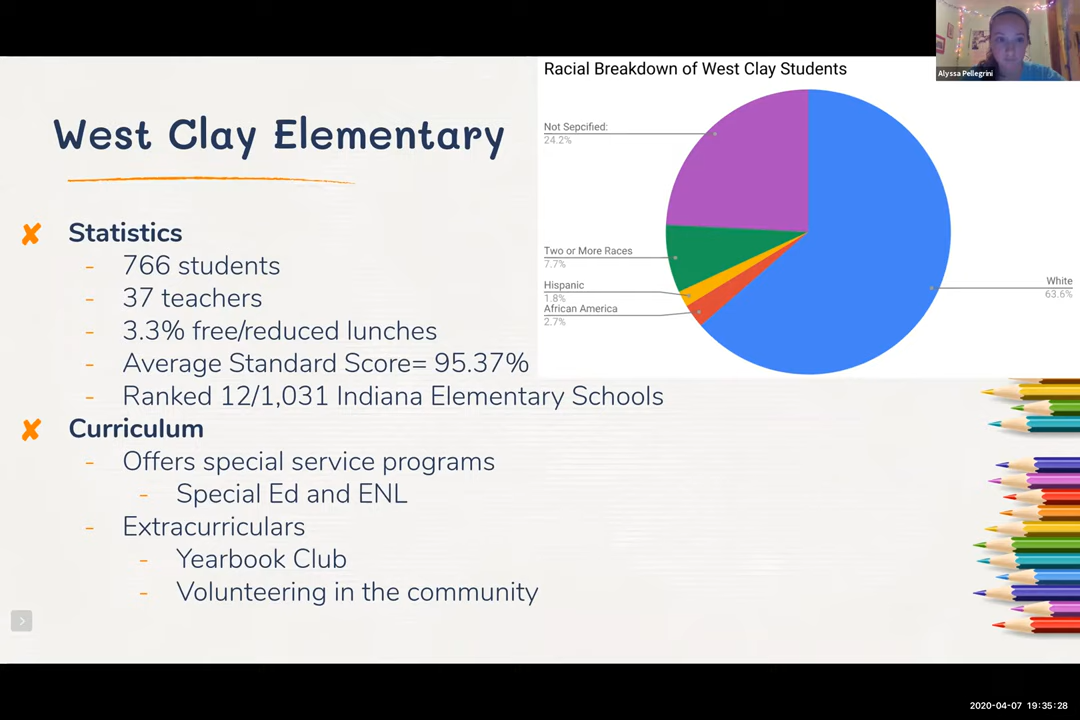 West Clay Elementary
✘ Statistics
- 766 students
- 37 teachers
- 3.3% free/reduced lunches
- Average Standard Score= 95.37%
- Ranked 12/1,031 Indiana Elementary Schools
✘ Curriculum
- Offers special service programs
- Special Ed and ENL
- Extracurriculars
- Yearbook Club
- Volunteering in the community
Racial Breakdown of West Clay Students
Not Sepcified:
24.2%
Two or More Races
7.7%
Hispanic
1.8%
African America
2.7%
White
63.6%
Alyssa Pellegrini
2020-04-07 19:35:28